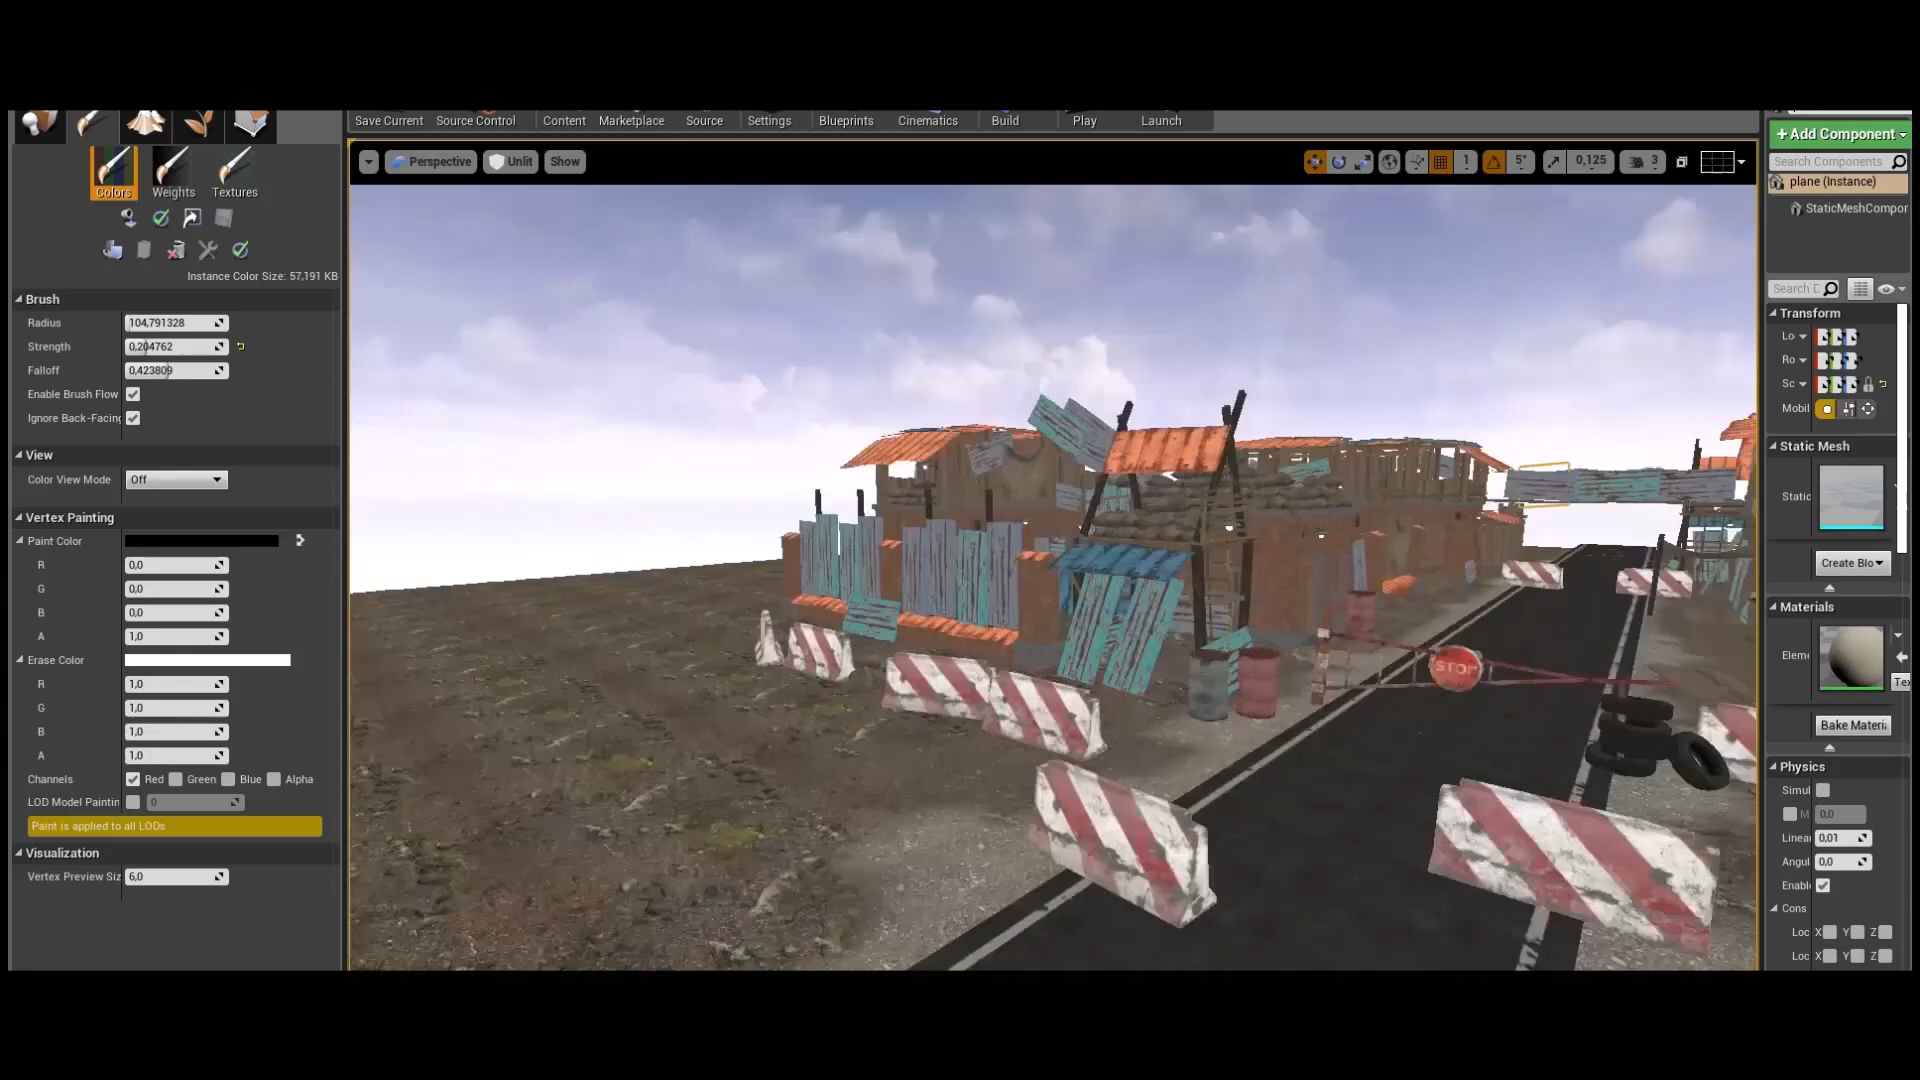 Save Current Source Control Content Marketplace Source Settings Blueprints Cinematics Build Play Launch
Add Component
Perspective Unlit Show 1 5° 0,125 3
Search Components
plane (Instance)
StaticMeshCompor
Colors Weights Textures
Instance Color Size: 57,191 KB
Search D
Brush
Radius 104,791328
Strength 0,204762
Falloff 0,423809
Enable Brush Flow
Ignore Back-Facing
View
Color View Mode Off
Vertex Painting
Paint Color
R 0,0
G 0,0
B 0,0
A 1,0
Erase Color
R 1,0
G 1,0
B 1,0
A 1,0
Channels Red Green Blue Alpha
LOD Model Paintin 0
Paint is applied to all LODs
Visualization
Vertex Preview Siz 6,0
STOP
Transform
Lo
Ro
Sc
Mobil
Static Mesh
Static
Create Blo
Materials
Eleme
Tex
Bake Materi
Physics
Simul
M 0,0
Linea 0,01
Angul 0,0
Enabl
Cons
Loc X Y Z
Loc X Y Z